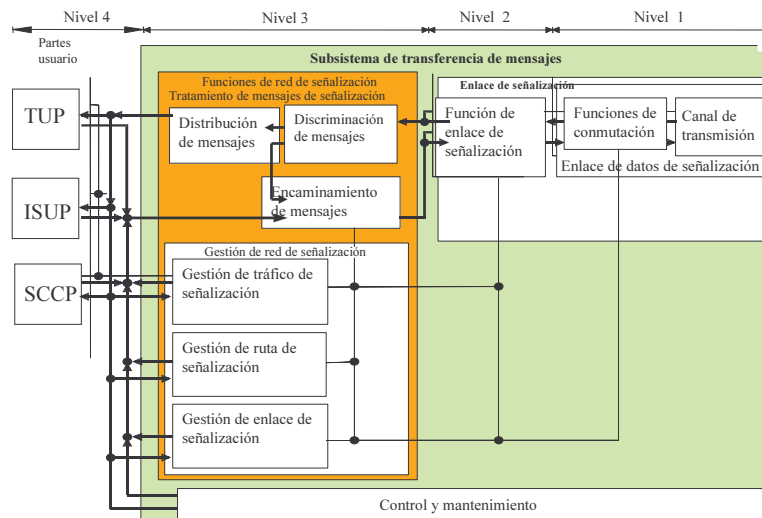 Nivel 4
Nivel 3
Nivel 2
Nivel 1
Partes
usuario
Subsistema de transferencia de mensajes
Funciones de red de señalización
Tratamiento de mensajes de señalización
Enlace de señalización
TUP
Distribución
de mensajes
Discriminación
de mensajes
Función de
enlace de
señalización
Funciones de
conmutación
Canal de
transmisión
Enlace de datos de señalización
ISUP
Encaminamiento
de mensajes
Gestión de red de señalización
SCCP
Gestión de tráfico de
señalización
Gestión de ruta de
señalización
Gestión de enlace de
señalización
Control y mantenimiento